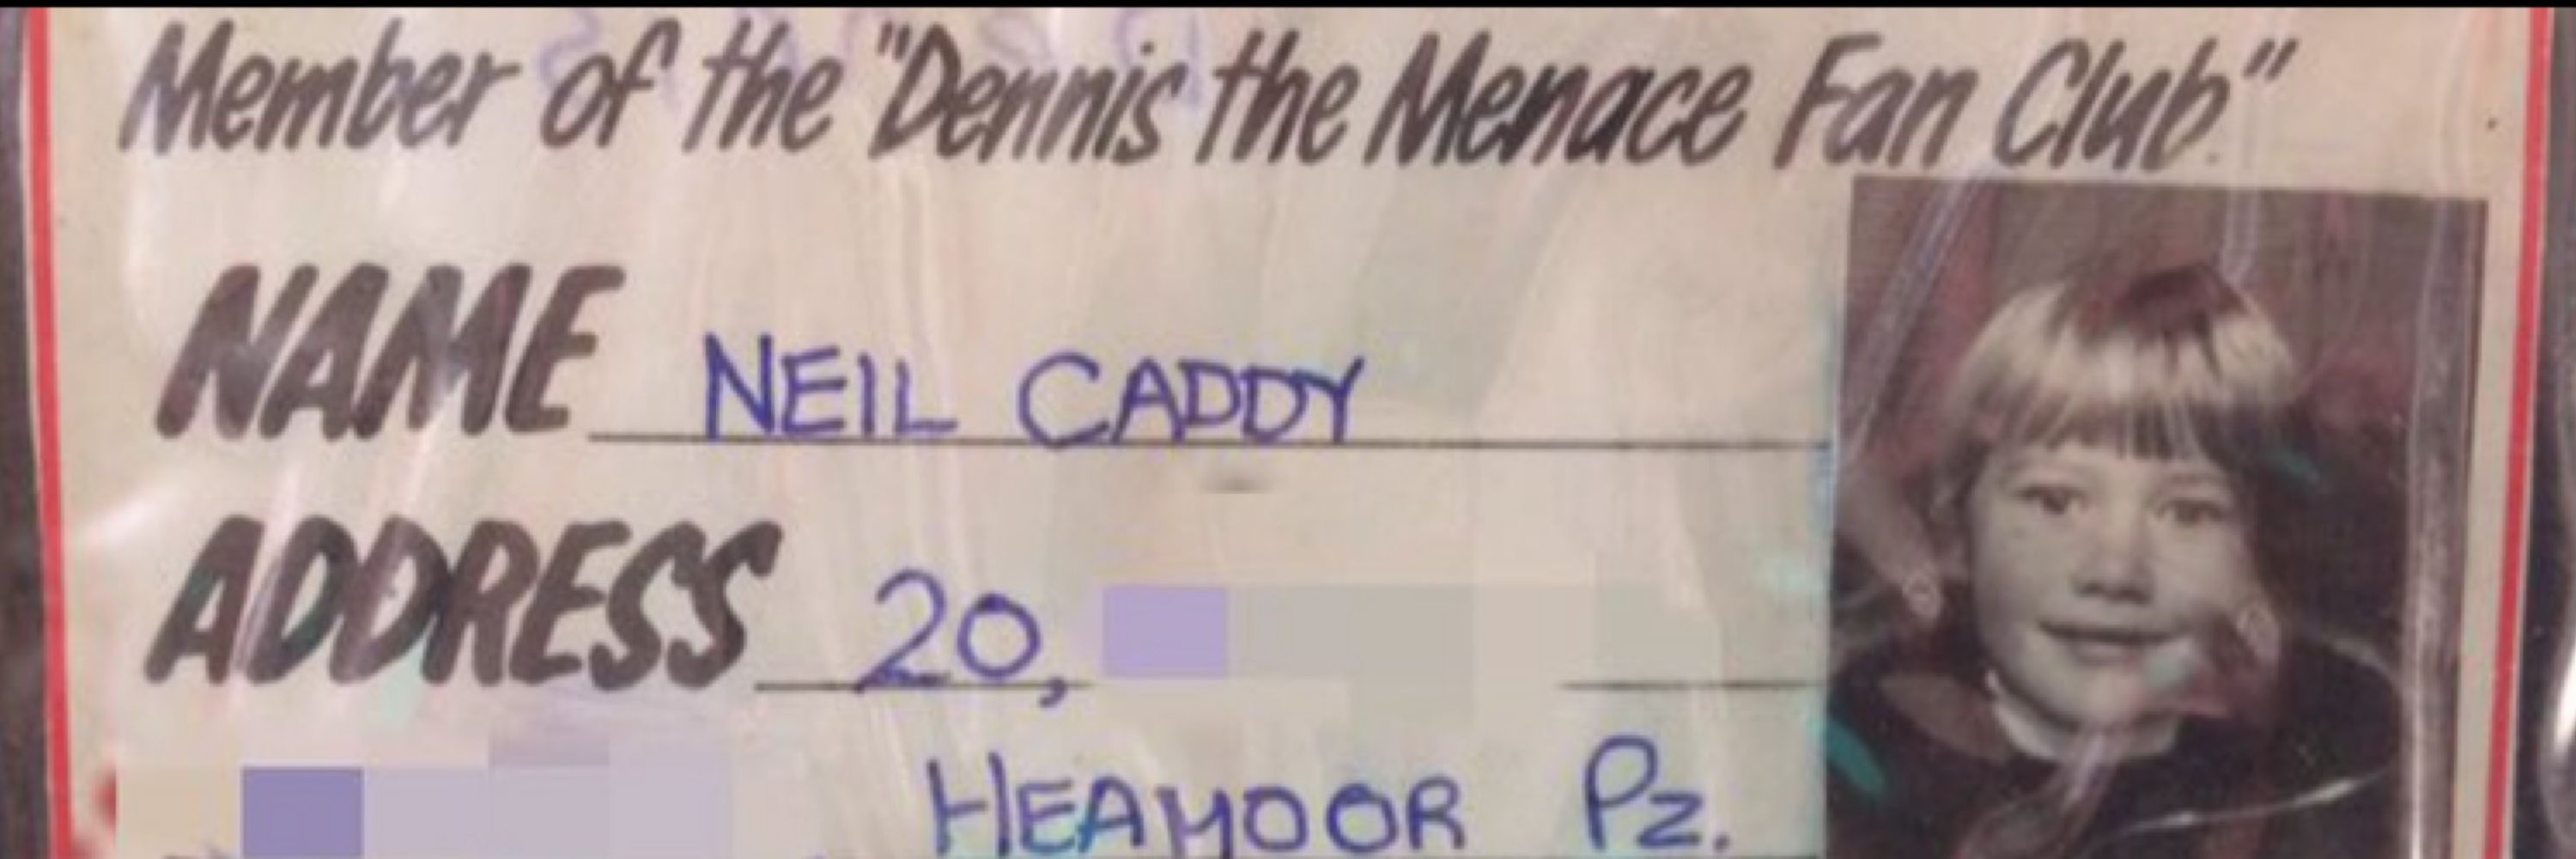 Member of the "Dennis the Menace Fan Club"
NAME NEIL CADDY
ADDRESS 20,
HEAMOOR PZ.